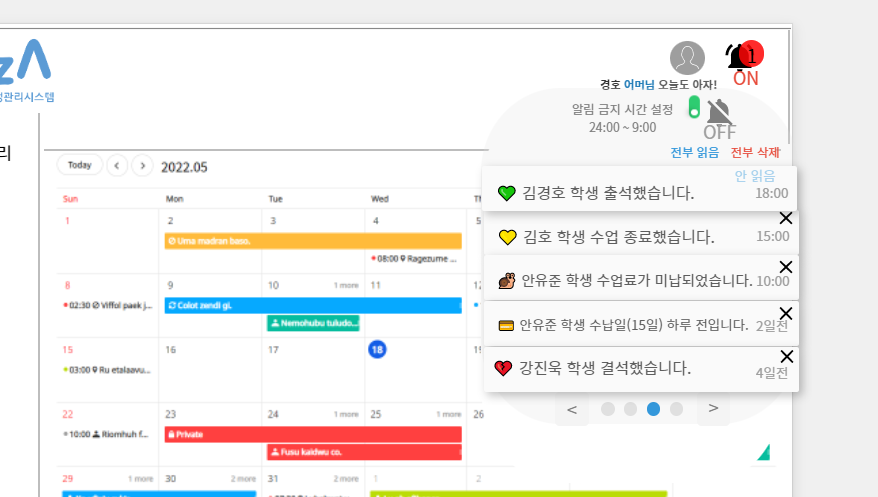 zA
관리시스템
리
1
ON
경호 어머님 오늘도 아자!
알림 금지 시간 설정
24:00 ~ 9:00
OFF
전부 읽음 전부 삭제
안 읽음
김경호 학생 출석했습니다. 18:00
김호 학생 수업 종료했습니다. 15:00
안유준 학생 수업료가 미납되었습니다. 10:00
안유준 학생 수납일(15일) 하루 전입니다. 2일전
강진욱 학생 결석했습니다. 4일전
< >
Today < > 2022.05
Sun Mon Tue Wed
1 2 3 4 5
Uma madran baso.
08:00 Ragezume ...
8 9 10 1 more 11 12
02:30 Viffol paek j... Colot zendi gi.
Nemohubu tuludo...
15 16 17 18 19
03:00 Ru etalaavu...
22 23 24 1 more 25 1 more 26
10:00 Riomhuh f... Private
Fusu kaidwu co.
29 1 more 30 2 more 31 2 more 1 2